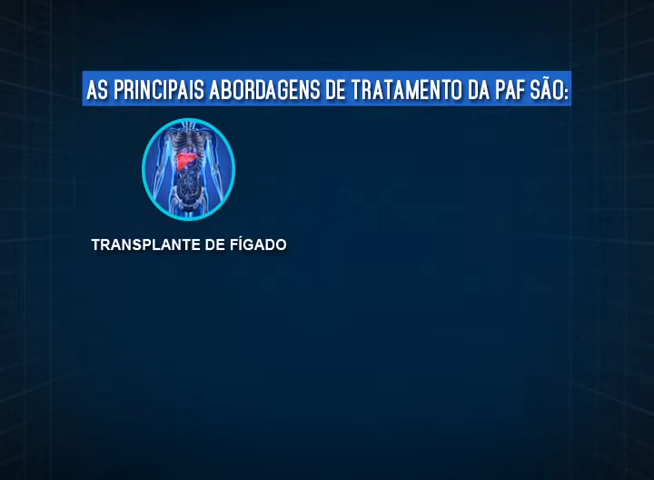 AS PRINCIPAIS ABORDAGENS DE TRATAMENTO DA PAF SÃO:
TRANSPLANTE DE FÍGADO